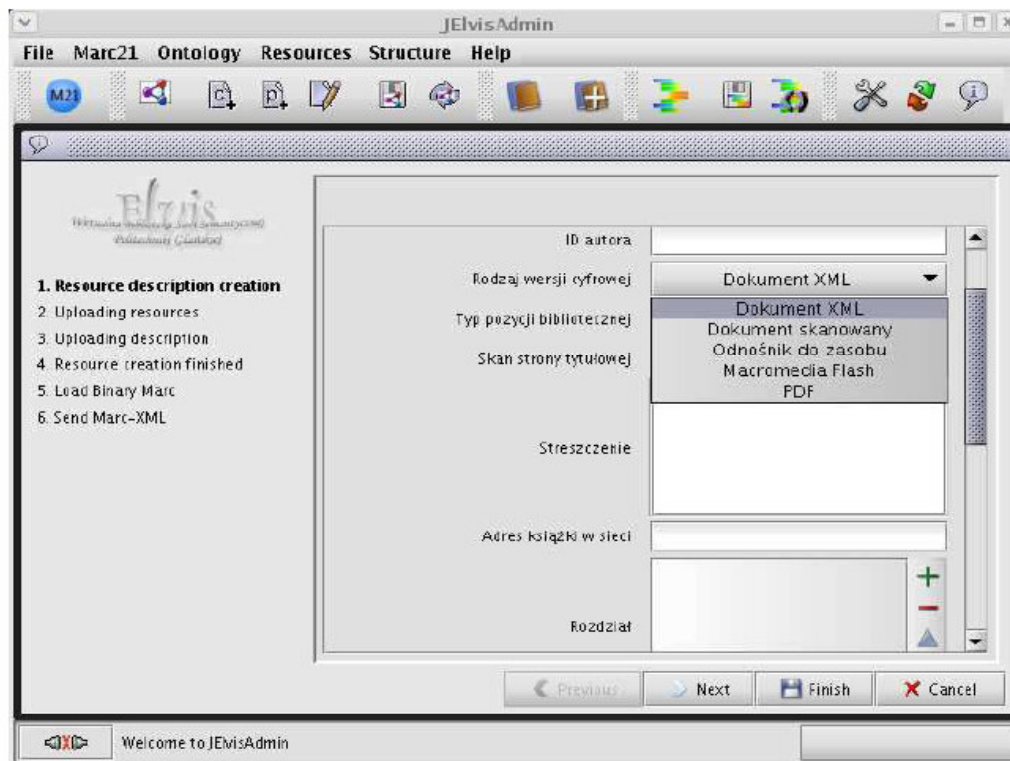 JElvisAdmin
File Marc21 Ontology Resources Structure Help
M21
c
p
Elvis
Politechniki Gdańskiej
ID autora
Rodzaj wersji cyfrowej
Dokument XML
Dokument XML
Dokument skanowany
Odnośnik do zasobu
Macromedia Flash
PDF
Typ pozycji bibliotecznej
Skan strony tytułowej
Streszczenie
Adres książki w sieci
Rozdział
1. Resource description creation
2. Uploading resources
3. Uploading description
4. Resource creation finished
5. Load Binary Marc
6. Send Marc-XML
Previous
Next
Finish
Cancel
Welcome to JElvisAdmin